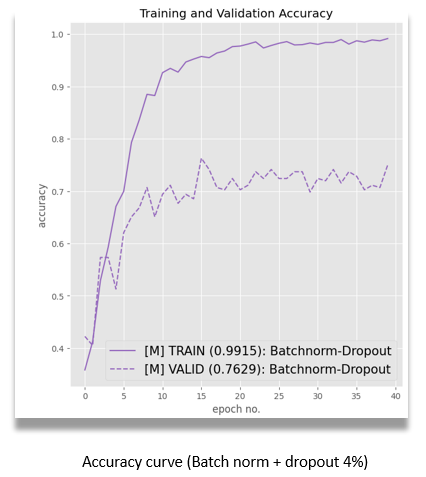 Training and Validation Accuracy
1.0
0.9
0.8
0.7
0.6
0.5
0.4
accuracy
[M] TRAIN (0.9915): Batchnorm-Dropout
[M] VALID (0.7629): Batchnorm-Dropout
0 5 10 15 20 25 30 35 40
epoch no.
Accuracy curve (Batch norm + dropout 4%)